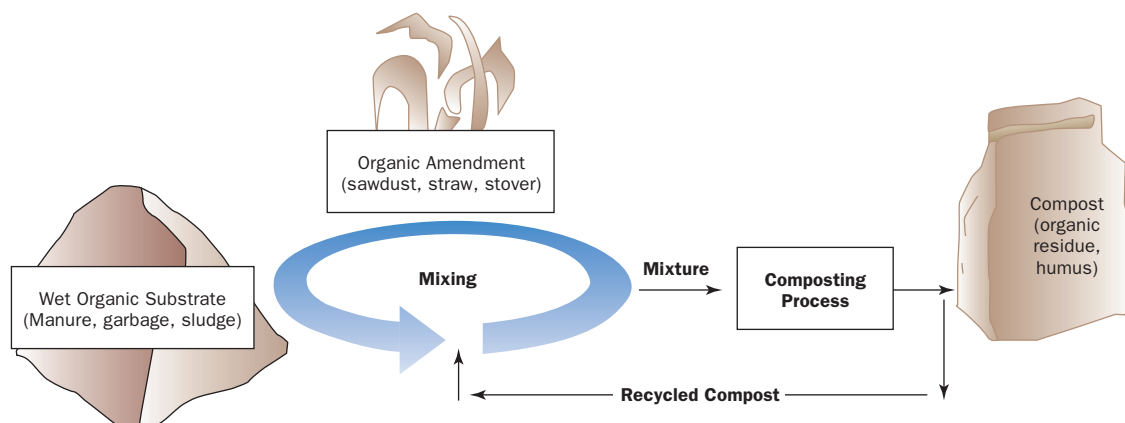 Organic Amendment
(sawdust, straw, stover)
Wet Organic Substrate
(Manure, garbage, sludge)
Mixing
Mixture
Composting
Process
Compost
(organic
residue,
humus)
Recycled Compost